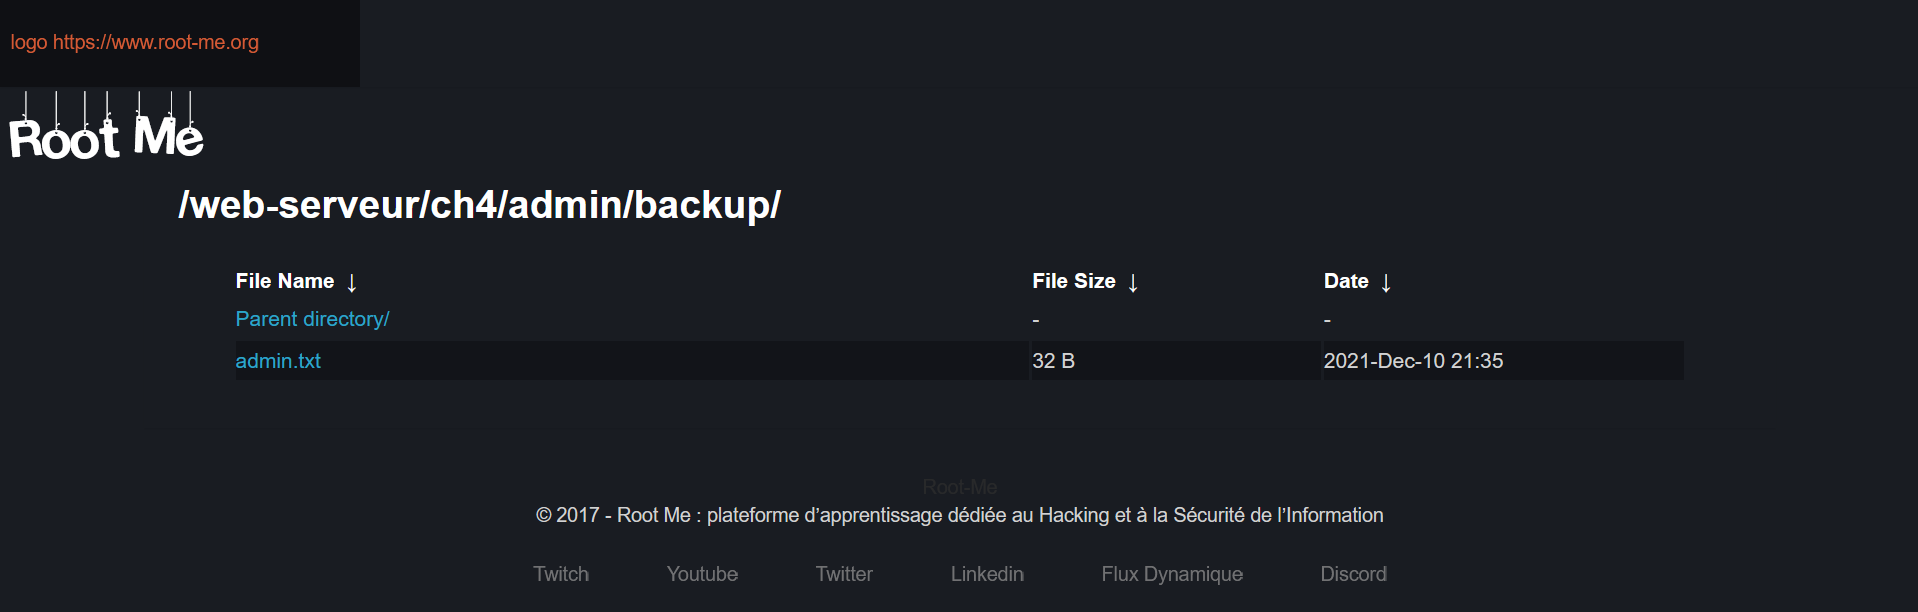 logo https://www.root-me.org
Root Me
/web-serveur/ch4/admin/backup/
File Name ↓ File Size ↓ Date ↓
Parent directory/ - -
admin.txt 32 B 2021-Dec-10 21:35
Root-Me
© 2017 - Root Me : plateforme d’apprentissage dédiée au Hacking et à la Sécurité de l’Information
Twitch Youtube Twitter Linkedin Flux Dynamique Discord